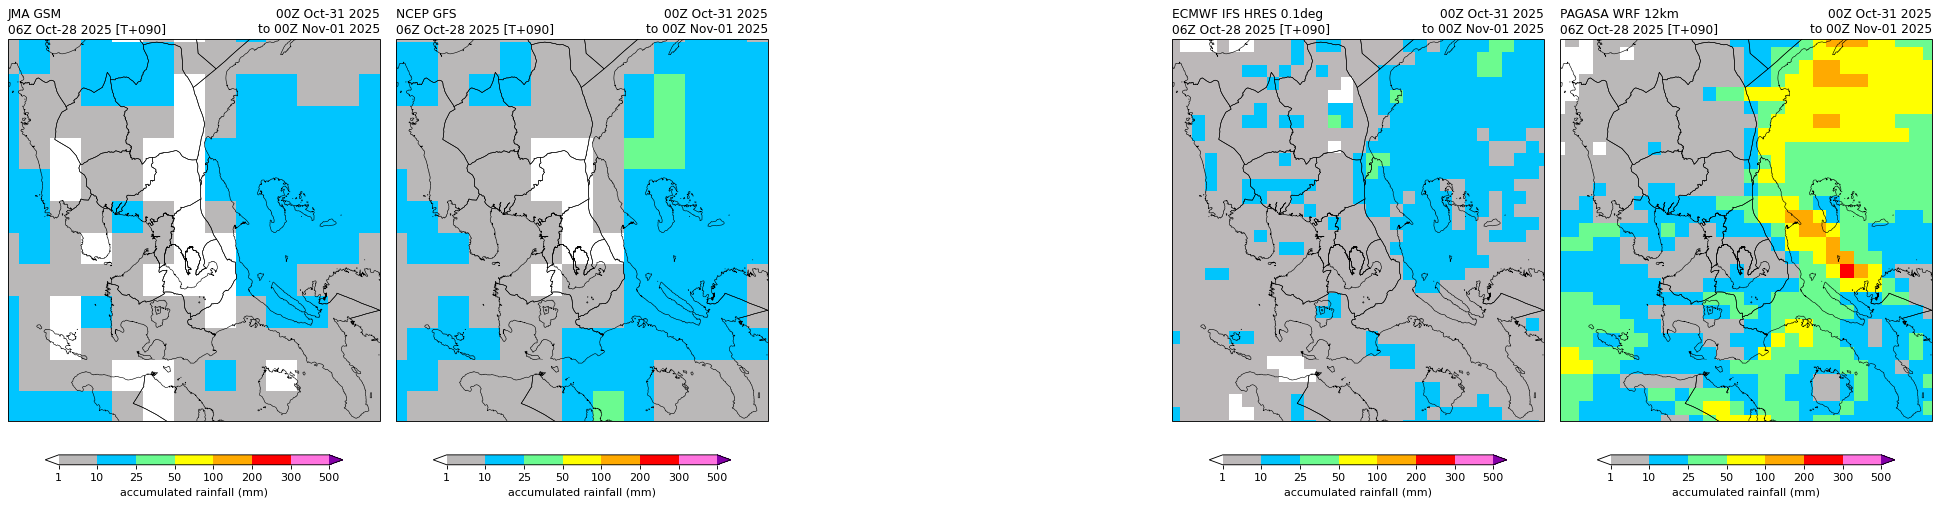 JMA GSM 00Z Oct-31 2025
06Z Oct-28 2025 [T+090] to 00Z Nov-01 2025
1 10 25 50 100 200 300 500
accumulated rainfall (mm)
NCEP GFS 00Z Oct-31 2025
06Z Oct-28 2025 [T+090] to 00Z Nov-01 2025
1 10 25 50 100 200 300 500
accumulated rainfall (mm)
ECMWF IFS HRES 0.1deg 00Z Oct-31 2025
06Z Oct-28 2025 [T+090] to 00Z Nov-01 2025
1 10 25 50 100 200 300 500
accumulated rainfall (mm)
PAGASA WRF 12km 00Z Oct-31 2025
06Z Oct-28 2025 [T+090] to 00Z Nov-01 2025
1 10 25 50 100 200 300 500
accumulated rainfall (mm)